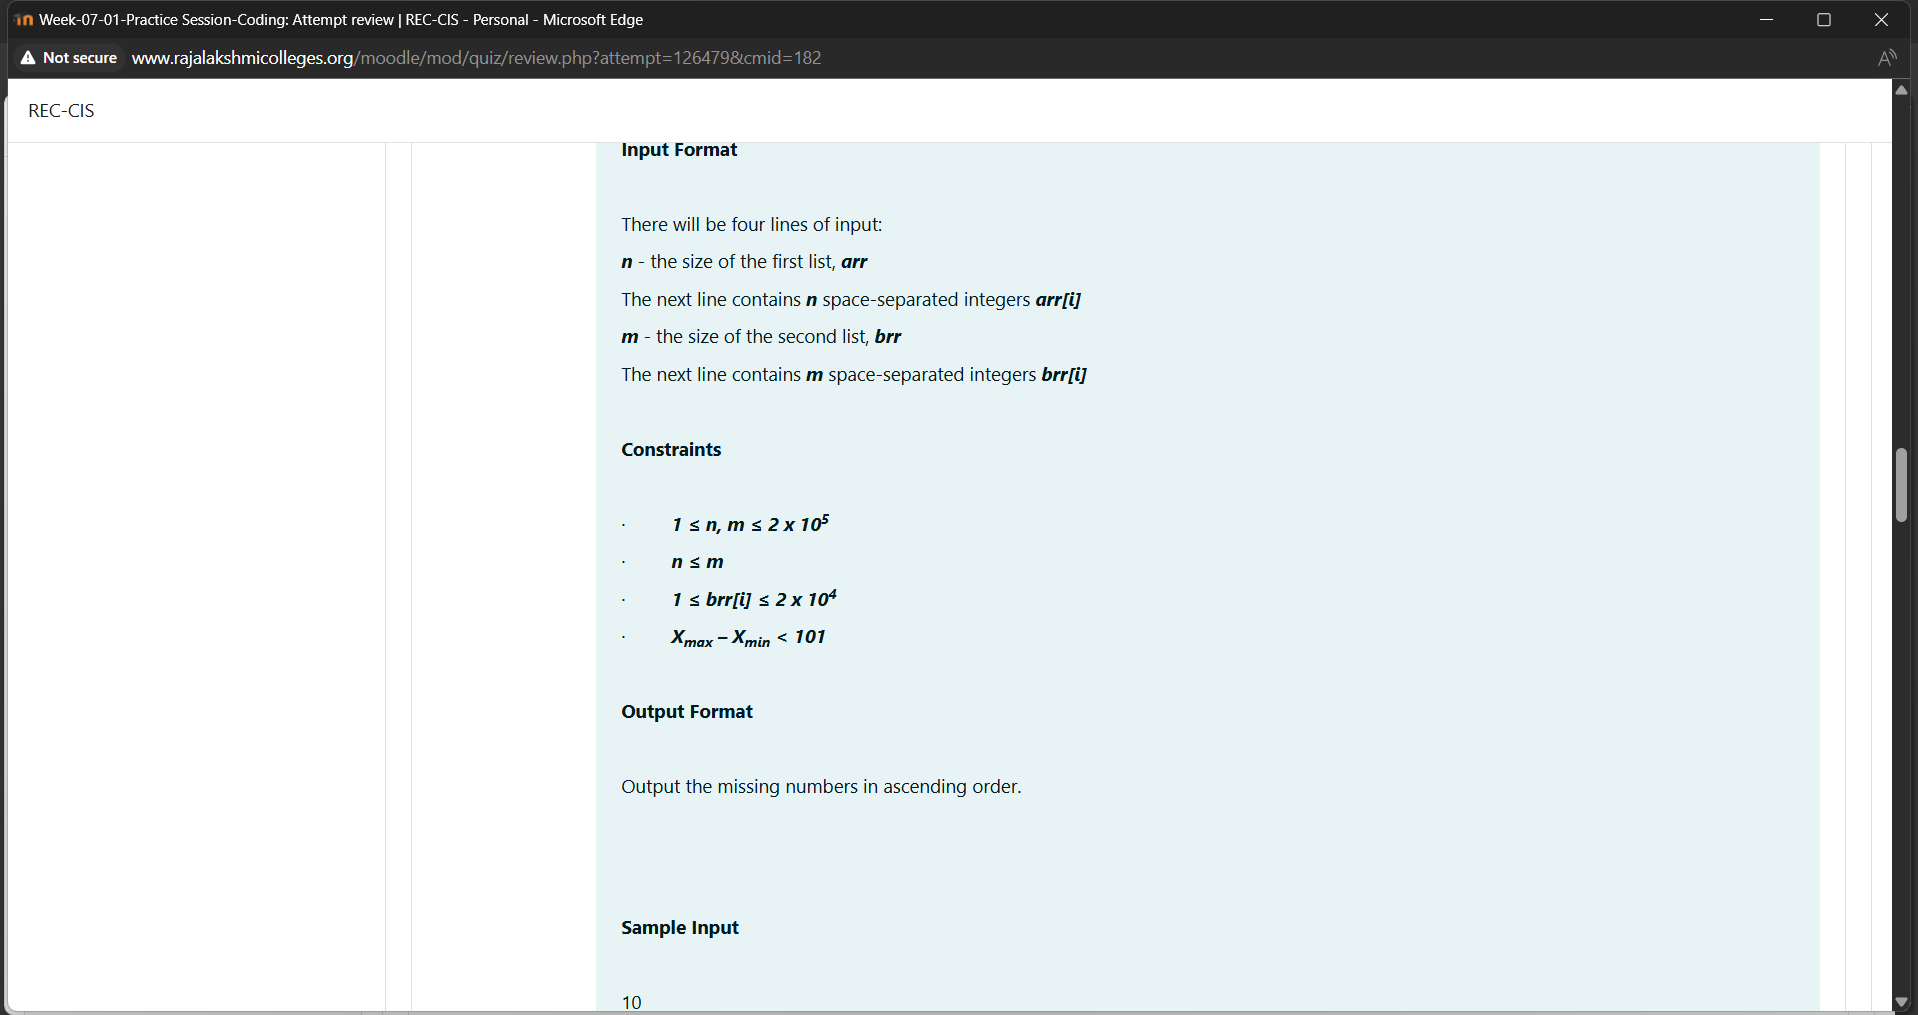 Week-07-01-Practice Session-Coding: Attempt review | REC-CIS - Personal - Microsoft Edge
Not secure www.rajalakshmicolleges.org/moodle/mod/quiz/review.php?attempt=126479&cmid=182
REC-CIS
Input Format
There will be four lines of input:
n - the size of the first list, arr
The next line contains n space-separated integers arr[i]
m - the size of the second list, brr
The next line contains m space-separated integers brr[i]
Constraints
· 1 ≤ n, m ≤ 2 x 10⁵
· n ≤ m
· 1 ≤ brr[i] ≤ 2 x 10⁴
· Xmax – Xmin < 101
Output Format
Output the missing numbers in ascending order.
Sample Input
10